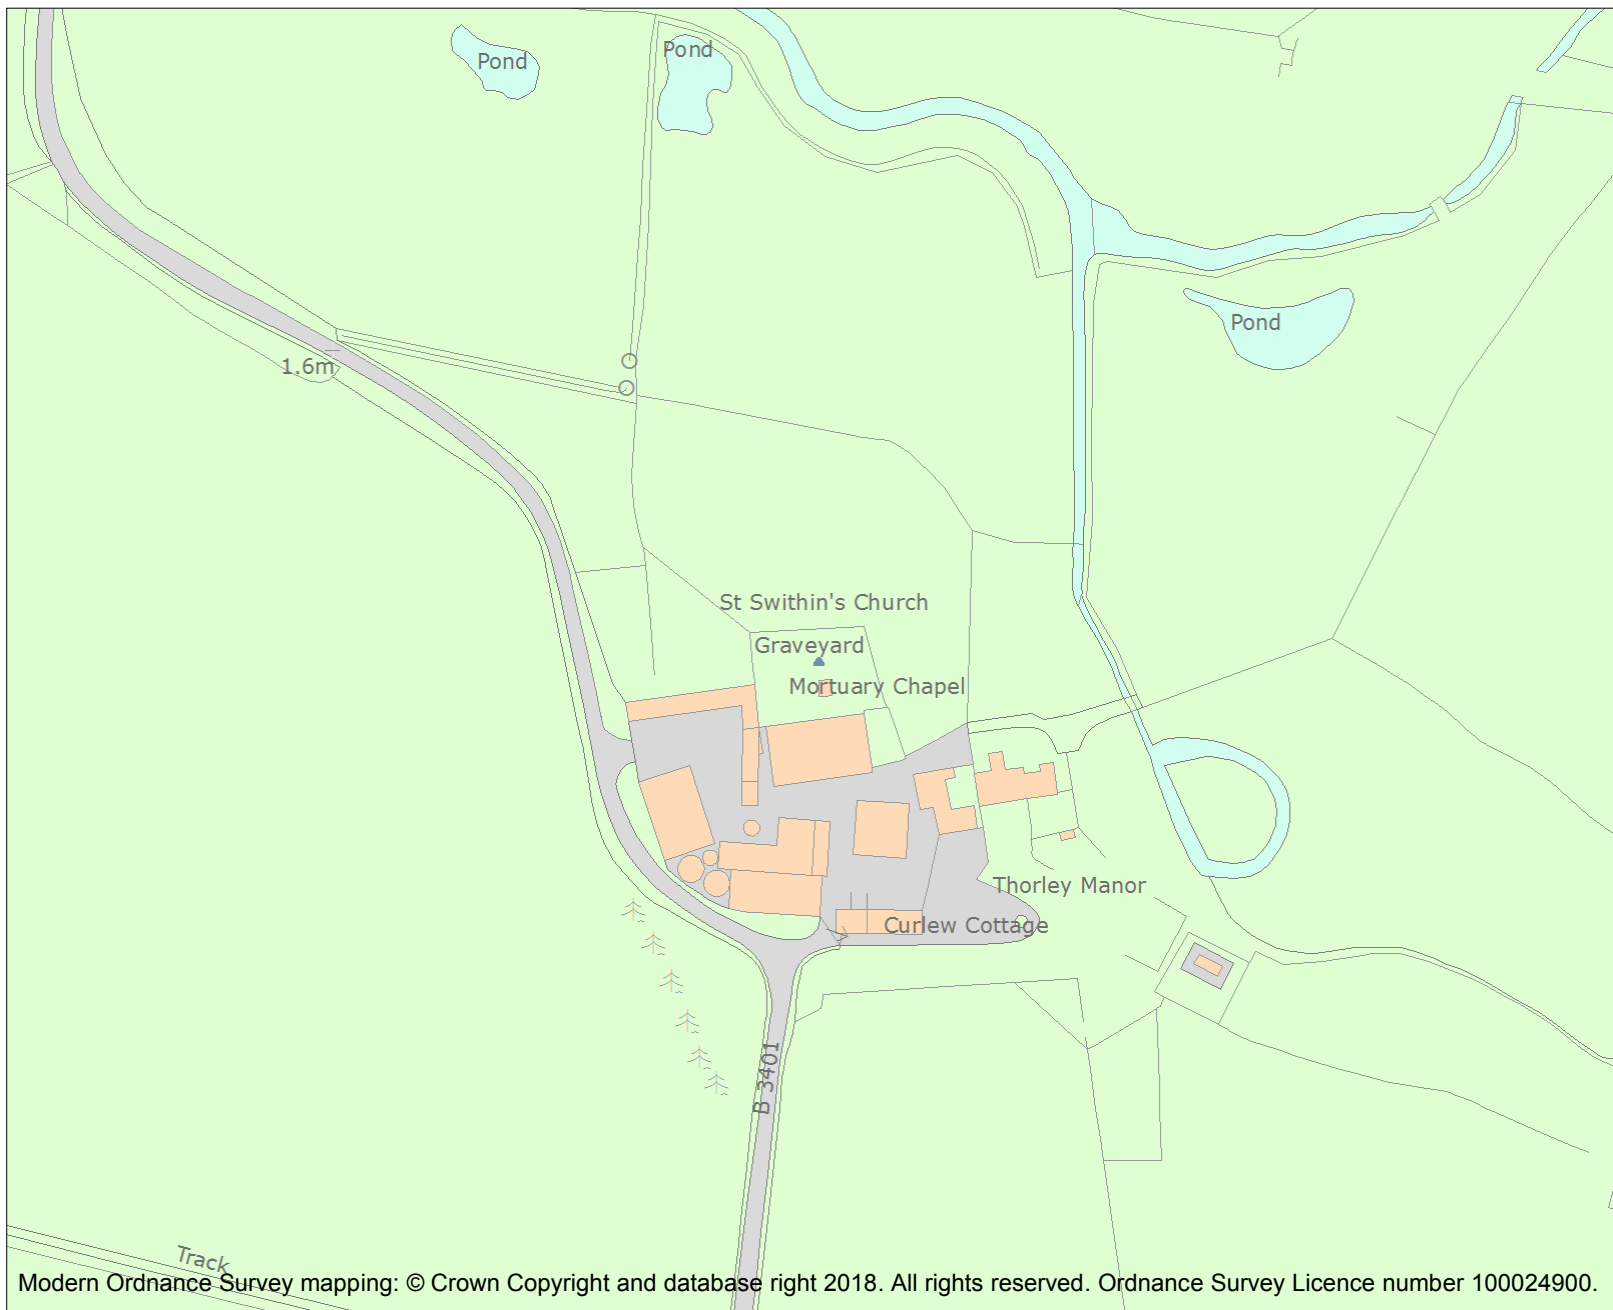 Pond
Pond
Pond
1.6m
St Swithin's Church
Graveyard
Mortuary Chapel
Thorley Manor
Curlew Cottage
B 3401
Track
Modern Ordnance Survey mapping: © Crown Copyright and database right 2018. All rights reserved. Ordnance Survey Licence number 100024900.